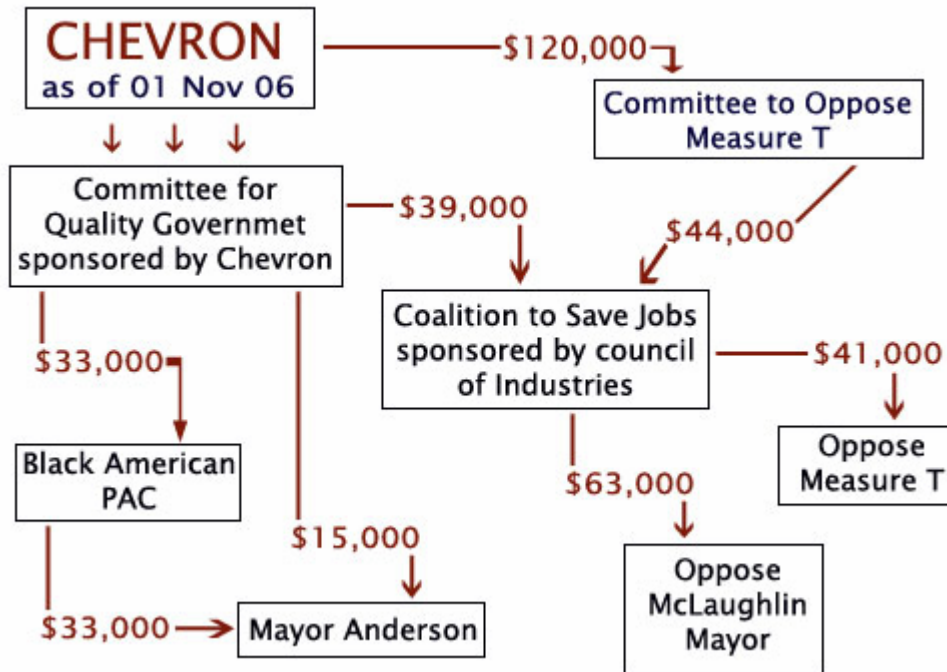 CHEVRON
as of 01 Nov 06
$120,000
Committee to Oppose
Measure T
Committee for
Quality Governmet
sponsored by Chevron
$39,000
$44,000
Coalition to Save Jobs
sponsored by council
of Industries
$33,000
$41,000
Black American
PAC
Oppose
Measure T
$63,000
$15,000
Oppose
McLaughlin
Mayor
$33,000
Mayor Anderson